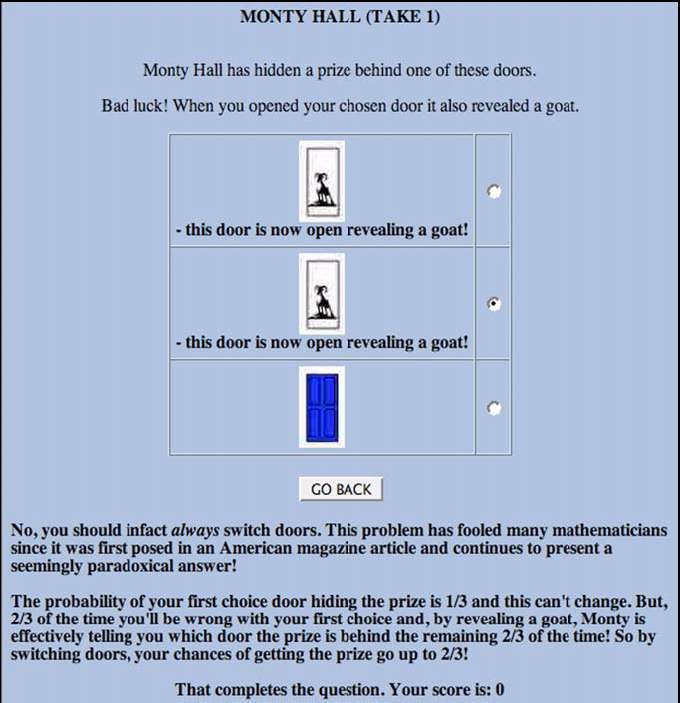 MONTY HALL (TAKE 1)
Monty Hall has hidden a prize behind one of these doors.
Bad luck! When you opened your chosen door it also revealed a goat.
- this door is now open revealing a goat!
- this door is now open revealing a goat!
GO BACK
No, you should infact always switch doors. This problem has fooled many mathematicians
since it was first posed in an American magazine article and continues to present a
seemingly paradoxical answer!
The probability of your first choice door hiding the prize is 1/3 and this can't change. But,
2/3 of the time you'll be wrong with your first choice and, by revealing a goat, Monty is
effectively telling you which door the prize is behind the remaining 2/3 of the time! So by
switching doors, your chances of getting the prize go up to 2/3!
That completes the question. Your score is: 0